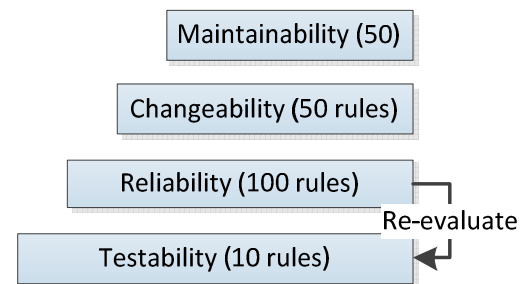 Maintainability (50)
Changeability (50 rules)
Reliability (100 rules)
Re-evaluate
Testability (10 rules)